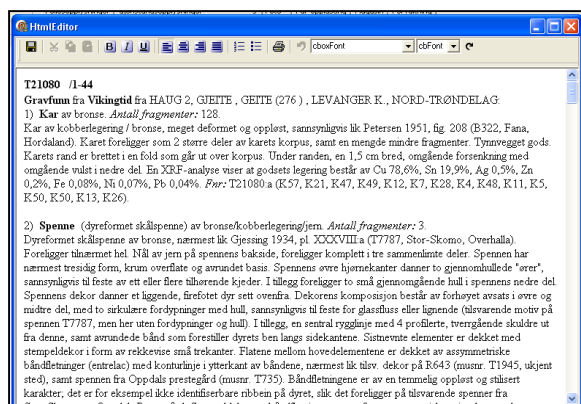 HtmlEditor
B I U cboxFont cbFont
T21080 /1-44
Gravfunn fra Vikingtid fra HAUG 2, GJEITE , GEITE (276 ) , LEVANGER K., NORD-TRØNDELAG:
1) Kar av bronse. Antall fragmenter: 128.
Kar av kobberlegering / bronse, meget deformet og oppløst, sannsynligvis lik Petersen 1951, fig. 208 (B322, Fana,
Hordaland). Karet foreligger som 2 større deler av karets korpus, samt en mengde mindre fragmenter. Tynnvegget gods.
Karets rand er brettet i en fold som går ut over korpus. Under randen, en 1,5 cm bred, omgående forsenkning med
omgående vulst i nedre del. En XRF-analyse viser at godsets legering består av Cu 78,6%, Sn 19,9%, Ag 0,5%, Zn
0,2%, Fe 0,08%, Ni 0,07%, Pb 0,04%. Fnr: T21080:a (K57, K21, K47, K49, K12, K7, K28, K4, K48, K11, K5,
K50, K50, K13, K26).
2) Spenne (dyreformet skålspenne) av bronse/kobberlegering/jern. Antall fragmenter: 3.
Dyreformet skålspenne av bronse, nærmest lik Gjessing 1934, pl. XXXVIII:a (T7787, Stor-Skomo, Overhalla).
Foreligger tilnærmet hel. Nål av jern på spennens bakside, foreligger komplett i tre sammenlimte deler. Spennen har
nærmest tresidig form, krum overflate og avrundet basis. Spennens øvre hjørnekanter danner to gjennomhullede "ører",
sannsynligvis til feste av ett eller flere tilhørende kjeder. I tillegg foreligger to små gjennomgående hull i spennens nedre del.
Spennens dekor danner et liggende, firefotet dyr sett ovenfra. Dekorens komposisjon består av forhøyet avsats i øvre og
midtre del, med to sirkulære fordypninger med hull, sannsynligvis til feste for glassfluss eller lignende (tilsvarende motiv på
spennen T7787, men her uten fordypninger og hull). I tillegg, en sentral rygglinje med 4 profilerte, tverrgående skuldre ut
fra denne, samt avrundede bånd som forestiller dyrets ben langs sidekantene. Sistnevnte elementer er dekket med
stempeldekor i form av rekkevise små trekanter. Flatene mellom hovedelementene er dekket av assymmetriske
båndfletninger (entrelac) med konturlinje i ytterkant av båndene, nærmest lik tilsv. dekor på R643 (musnr. T1945, ukjent
sted), samt spennen fra Oppdals prestegård (musnr. T735). Båndfletningene er av en temmelig oppløst og stilisert
karakter; det er for eksempel ikke identifiserbare ribbein på dyret, slik det foreligger på tilsvarende spenner fra